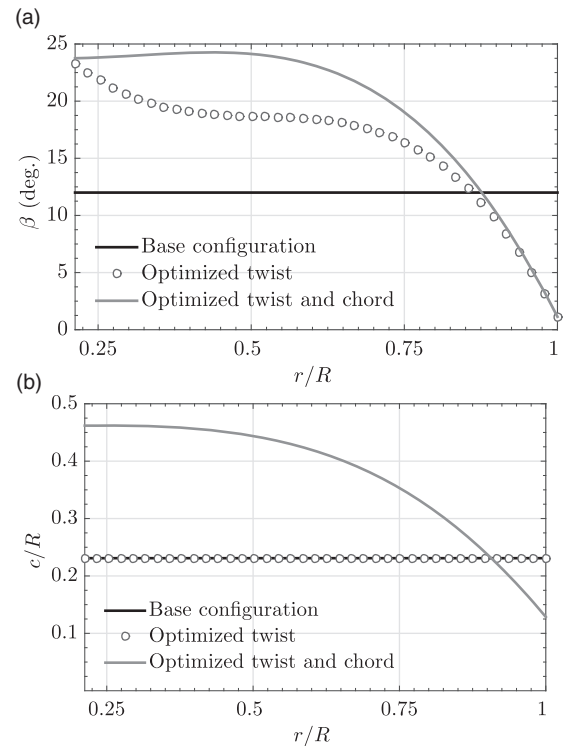 (a)
25
20
15
10
5
0
β (deg.)
Base configuration
Optimized twist
Optimized twist and chord
0.25
0.5
0.75
1
r/R
(b)
0.5
0.4
0.3
0.2
0.1
c/R
Base configuration
Optimized twist
Optimized twist and chord
0.25
0.5
0.75
1
r/R